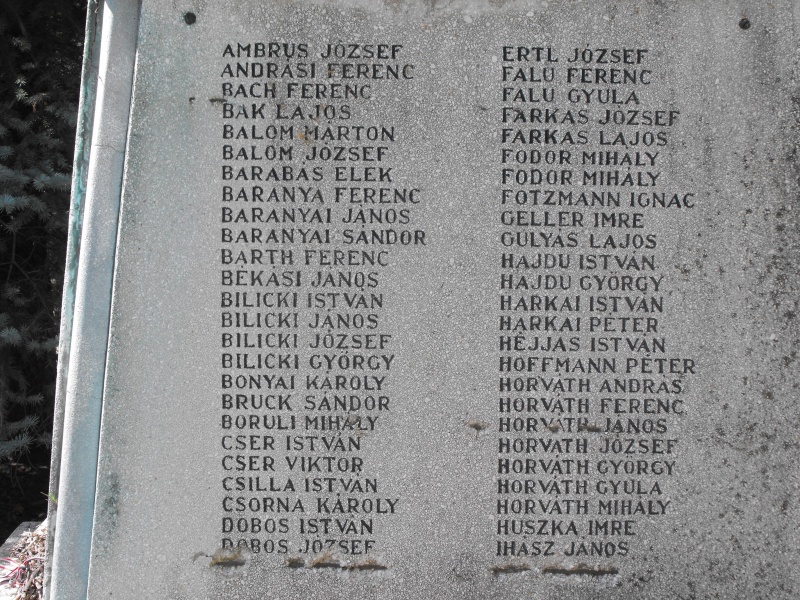 AMBRUS JÓZSEF
ANDRÁSI FERENC
BACH FERENC
BAK LAJOS
BALOM MÁRTON
BALOM JÓZSEF
BARABÁS ELEK
BARANYA FERENC
BARANYAI JÁNOS
BARANYAI SÁNDOR
BARTH FERENC
BÉKÁSI JÁNOS
BILICKI ISTVÁN
BILICKI JÁNOS
BILICKI JÓZSEF
BILICKI GYÖRGY
BONYAI KÁROLY
BRUCK SÁNDOR
BORULI MIHÁLY
CSER ISTVÁN
CSER VIKTOR
CSILLA ISTVÁN
CSORNA KÁROLY
DOBOS ISTVÁN
DOBOS JÓZSEF
ERTL JÓZSEF
FALU FERENC
FALU GYULA
FARKAS JÓZSEF
FARKAS LAJOS
FODOR MIHÁLY
FODOR MIHÁLY
FOTZMANN IGNAC
GELLER IMRE
GULYÁS LAJOS
HAJDU ISTVÁN
HAJDU GYÖRGY
HARKAI ISTVÁN
HARKAI PÉTER
HÉJJAS ISTVÁN
HOFFMANN PÉTER
HORVÁTH ANDRÁS
HORVÁTH FERENC
HORVÁTH JÁNOS
HORVÁTH JÓZSEF
HORVÁTH GYÖRGY
HORVÁTH GYULA
HORVÁTH MIHÁLY
HUSZKA IMRE
IHÁSZ JÁNOS